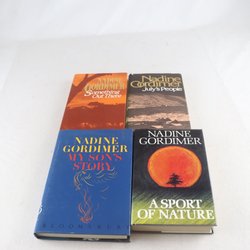 NADINE
GORDIMER
Something
Out There
Nadine
Gordimer
July's People
NADINE
GORDIMER
MY SON'S
STORY
BLOOMSBURY
NADINE
GORDIMER
A SPORT
OF NATURE